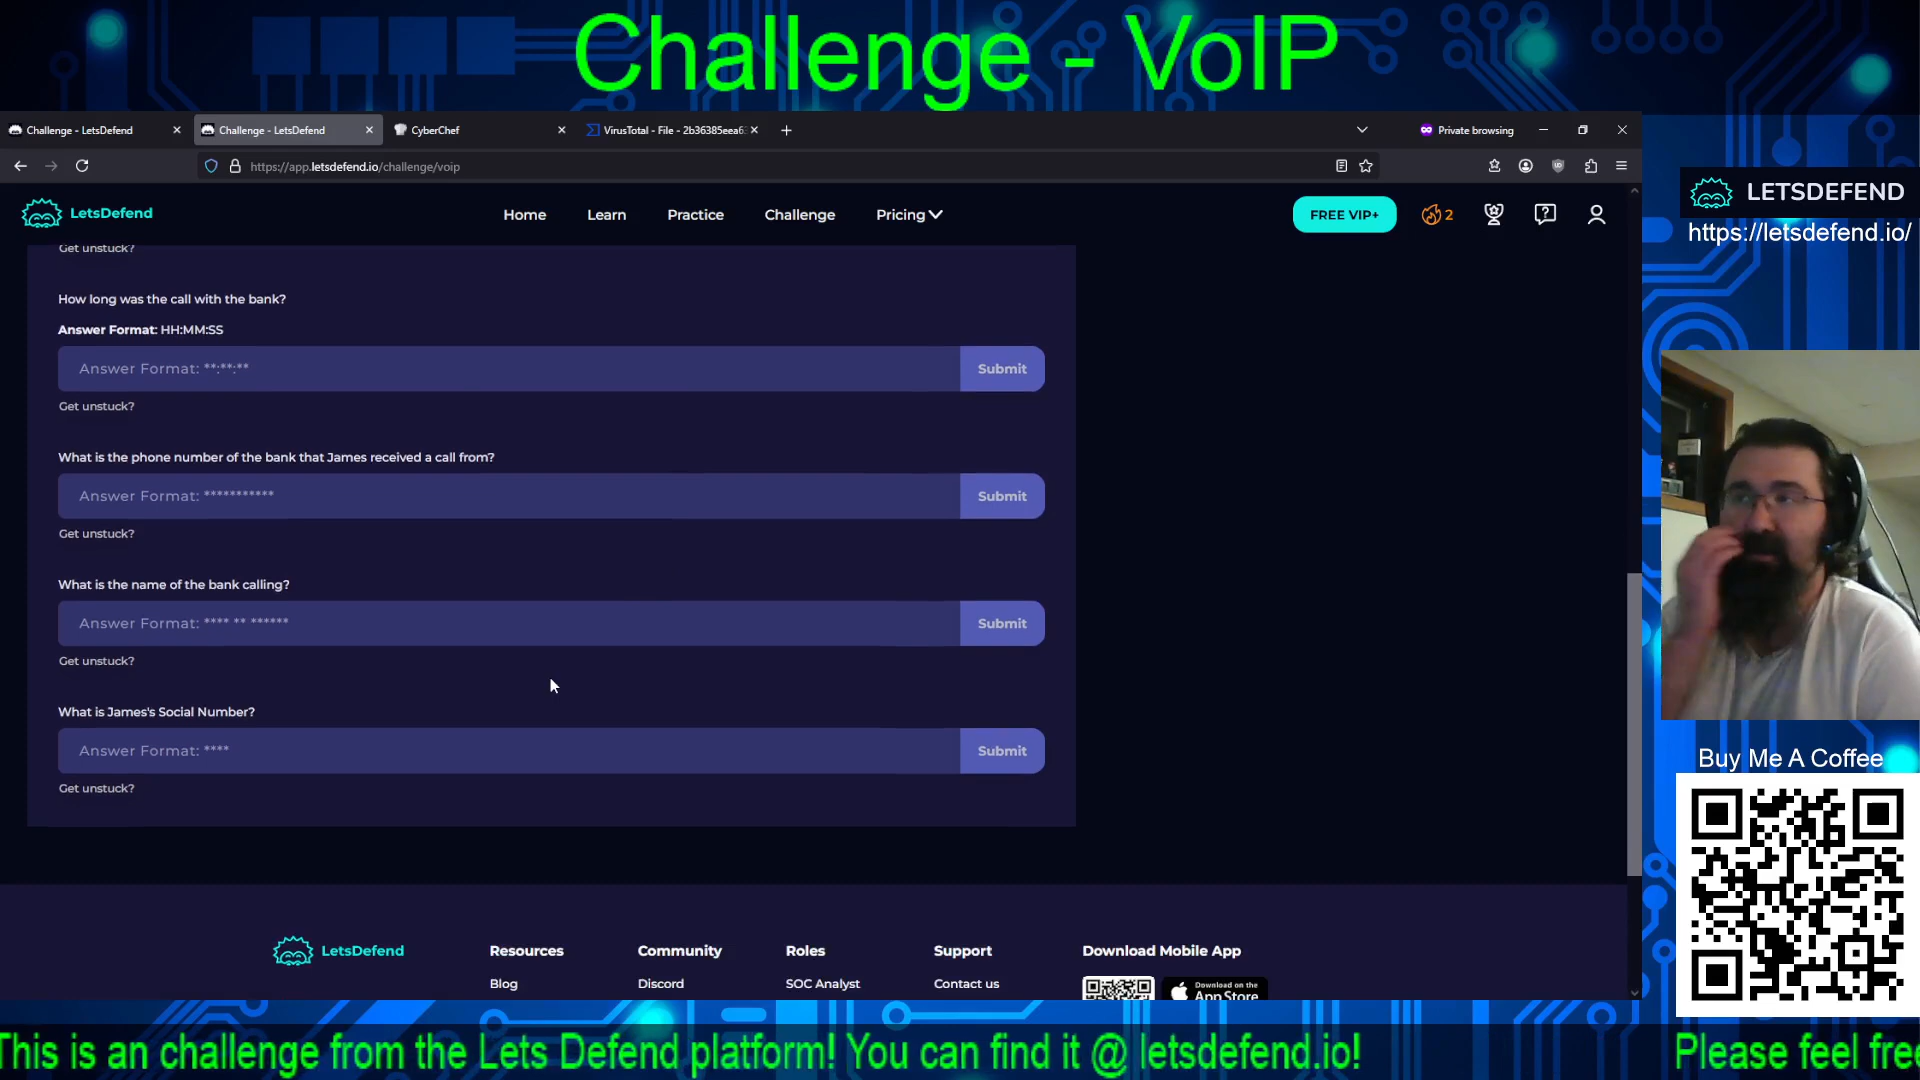 Challenge - VoIP
Challenge - LetsDefend
Challenge - LetsDefend
CyberChef
VirusTotal - File - 2b36385eea6
Private browsing
https://app.letsdefend.io/challenge/voip
LetsDefend
Home
Learn
Practice
Challenge
Pricing
FREE VIP+
2
LETSDEFEND
https://letsdefend.io/
Get unstuck?
How long was the call with the bank?
Answer Format: HH:MM:SS
Answer Format: **:**:**
Submit
Get unstuck?
What is the phone number of the bank that James received a call from?
Answer Format: ***********
Submit
Get unstuck?
What is the name of the bank calling?
Answer Format: **** ** ******
Submit
Get unstuck?
What is James's Social Number?
Answer Format: ****
Submit
Get unstuck?
Buy Me A Coffee
LetsDefend
Resources
Community
Roles
Support
Download Mobile App
Blog
Discord
SOC Analyst
Contact us
Download on the
App Store
This is an challenge from the Lets Defend platform! You can find it @ letsdefend.io!
Please feel free